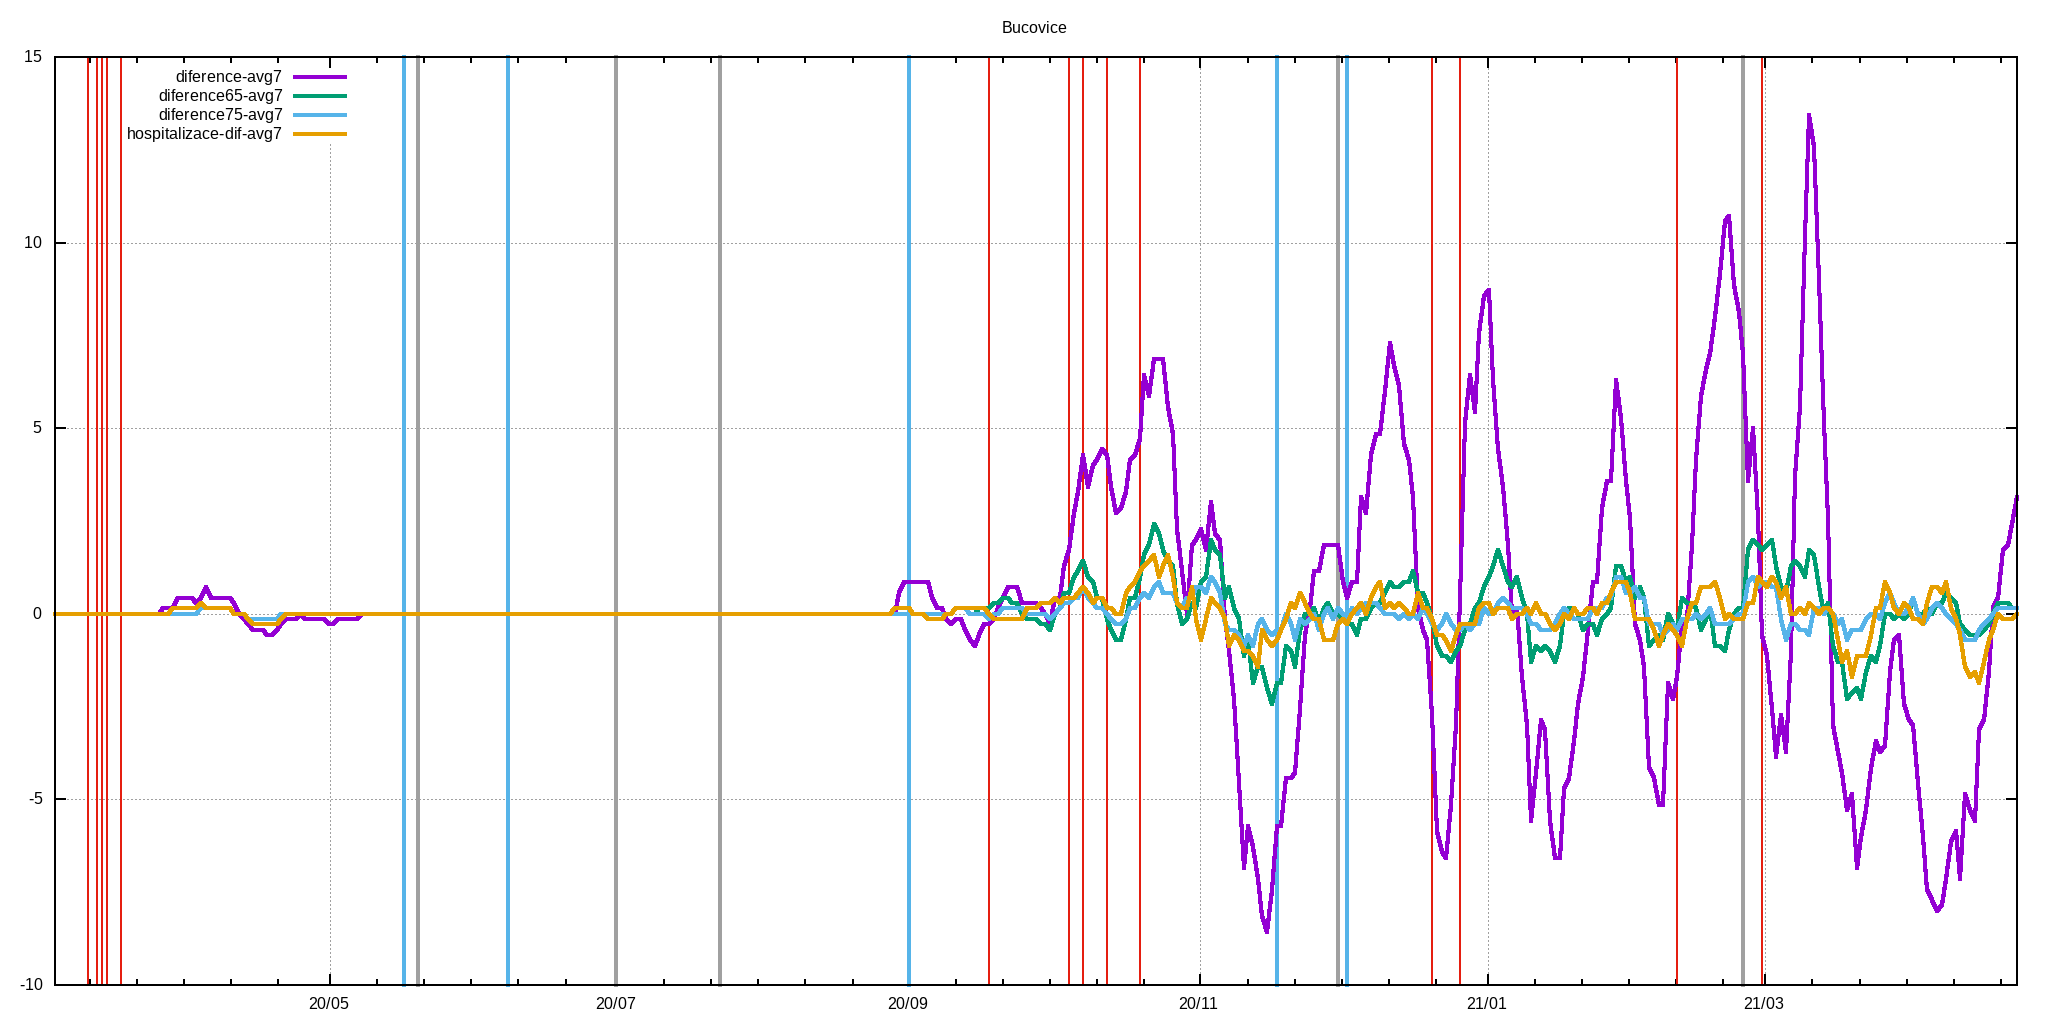 Bucovice
15
10
5
0
-5
-10
diference-avg7
diference65-avg7
diference75-avg7
hospitalizace-dif-avg7
20/05 20/07 20/09 20/11 21/01 21/03